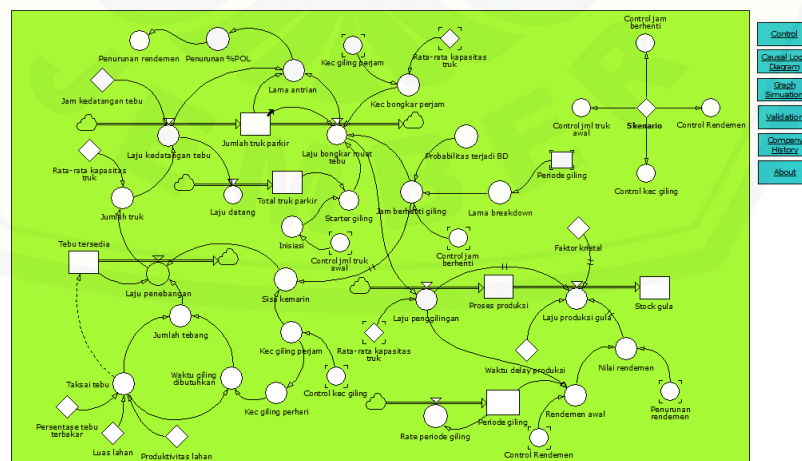 Control jam
berhenti
Penurunan rendemen
Penurunan %POL
Kec giling perjam
Rata-rata kapasitas
truk
Lama antrian
Jam kedatangan tebu
Kec bongkar perjam
Jumlah truk parkir
Laju kedatangan tebu
Laju bongkar muat
tebu
Probabilitas terjadi BD
Control jml truk
awal
Skenario
Control Rendemen
Control kec giling
Rata-rata kapasitas
truk
Periode giling
Jumlah truk
Laju datang
Total truk parkir
Starter giling
Jam berhenti giling
Lama breakdown
Inisiasi
Control jml truk
awal
Control jam
berhenti
Faktor kristal
Tebu tersedia
Laju penebangan
Sisa kemarin
Proses produksi
Stock gula
Laju penggilingan
Laju produksi gula
Jumlah tebang
Kec giling perjam
Rata-rata kapasitas
truk
Waktu delay produksi
Nilai rendemen
Taksai tebu
Waktu giling
dibutuhkan
Control kec giling
Kec giling perhari
Rendemen awal
Penurunan
rendemen
Persentase tebu
terbakar
Luas lahan
Produktivitas lahan
Rate periode giling
Periode giling
Control Rendemen
Control
Causal Loop
Diagram
Graph
Simuation
Validation
Company
History
About